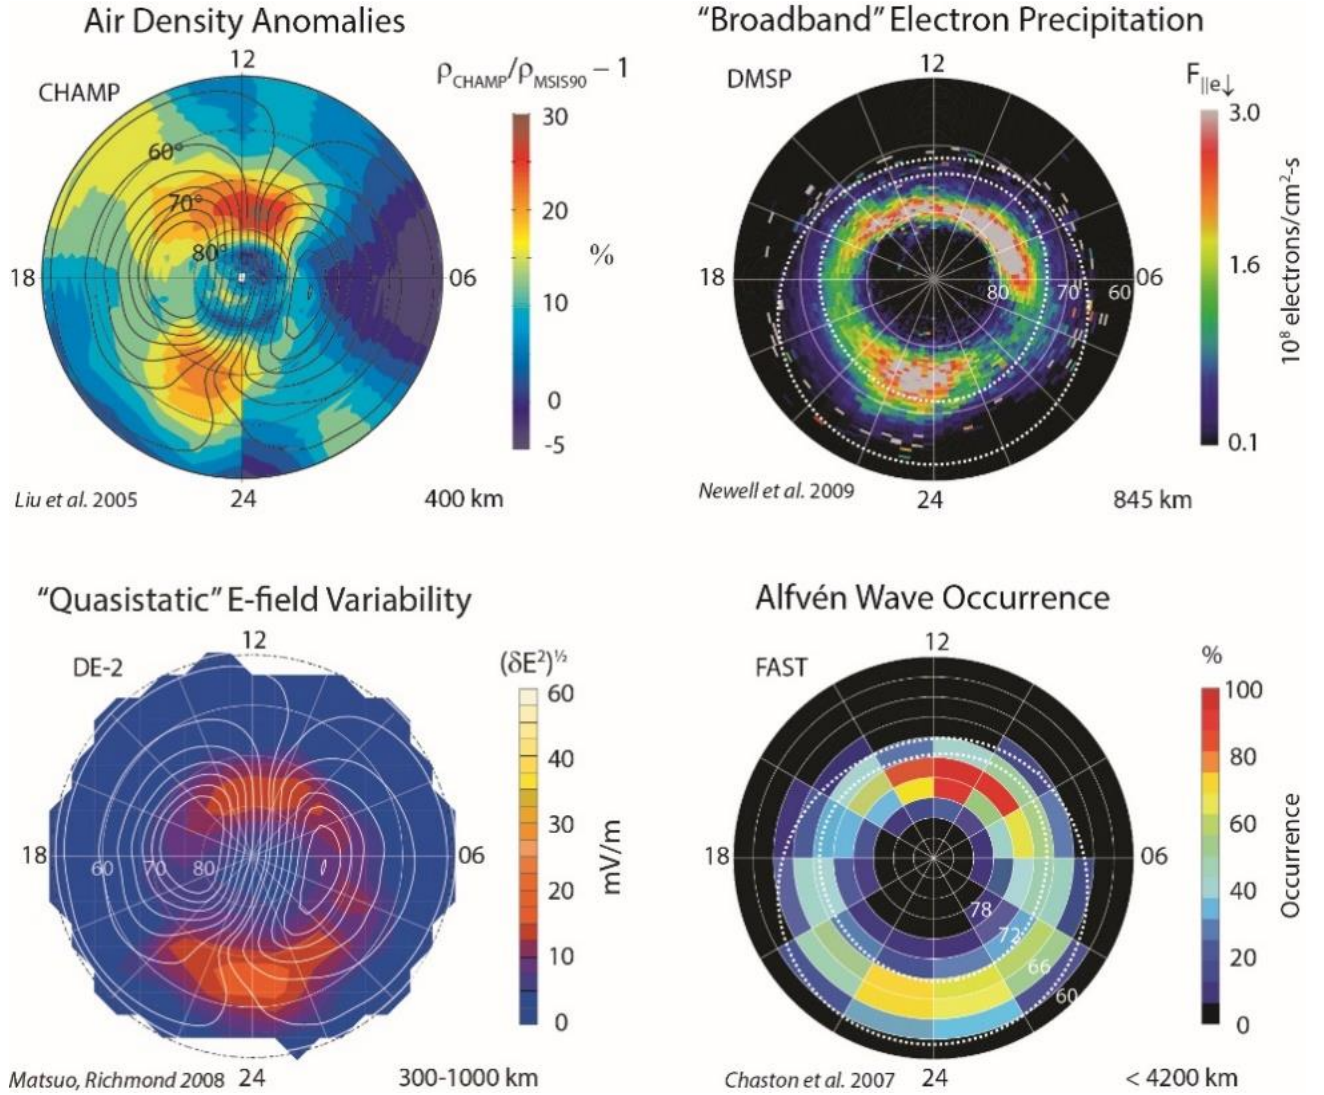 Air Density Anomalies
12
CHAMP
ρCHAMP/ρMSIS90 − 1
30
20
%
10
0
-5
60°
70°
80°
18
06
24
Liu et al. 2005
400 km
“Broadband” Electron Precipitation
12
DMSP
F||e↓
3.0
1.6
0.1
10⁸ electrons/cm²-s
18
80
70
60
06
24
Newell et al. 2009
845 km
“Quasistatic” E-field Variability
12
DE-2
(δE²)½
60
40
30
20
10
0
mV/m
18
60
70
80
06
24
Matsuo, Richmond 2008
300-1000 km
Alfvén Wave Occurrence
12
FAST
%
100
80
60
40
20
0
Occurrence
18
06
78
72
66
60
24
Chaston et al. 2007
< 4200 km